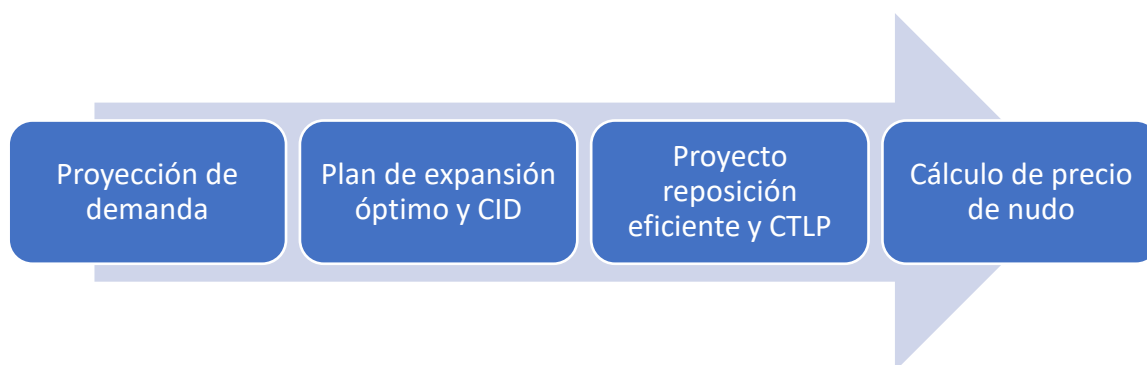 Proyección de
demanda
Plan de expansión
óptimo y CID
Proyecto
reposición
eficiente y CTLP
Cálculo de precio
de nudo